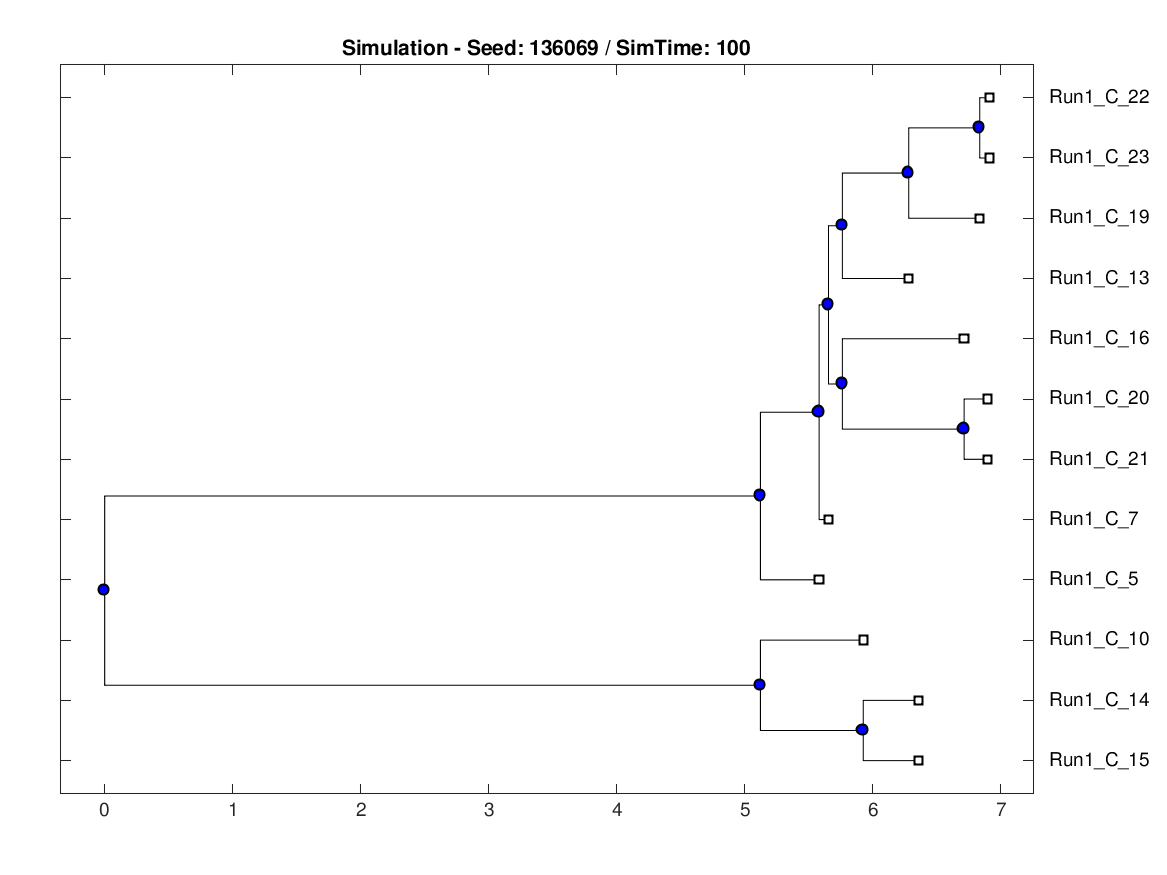 Simulation - Seed: 136069 / SimTime: 100
Run1_C_22
Run1_C_23
Run1_C_19
Run1_C_13
Run1_C_16
Run1_C_20
Run1_C_21
Run1_C_7
Run1_C_5
Run1_C_10
Run1_C_14
Run1_C_15
0 1 2 3 4 5 6 7